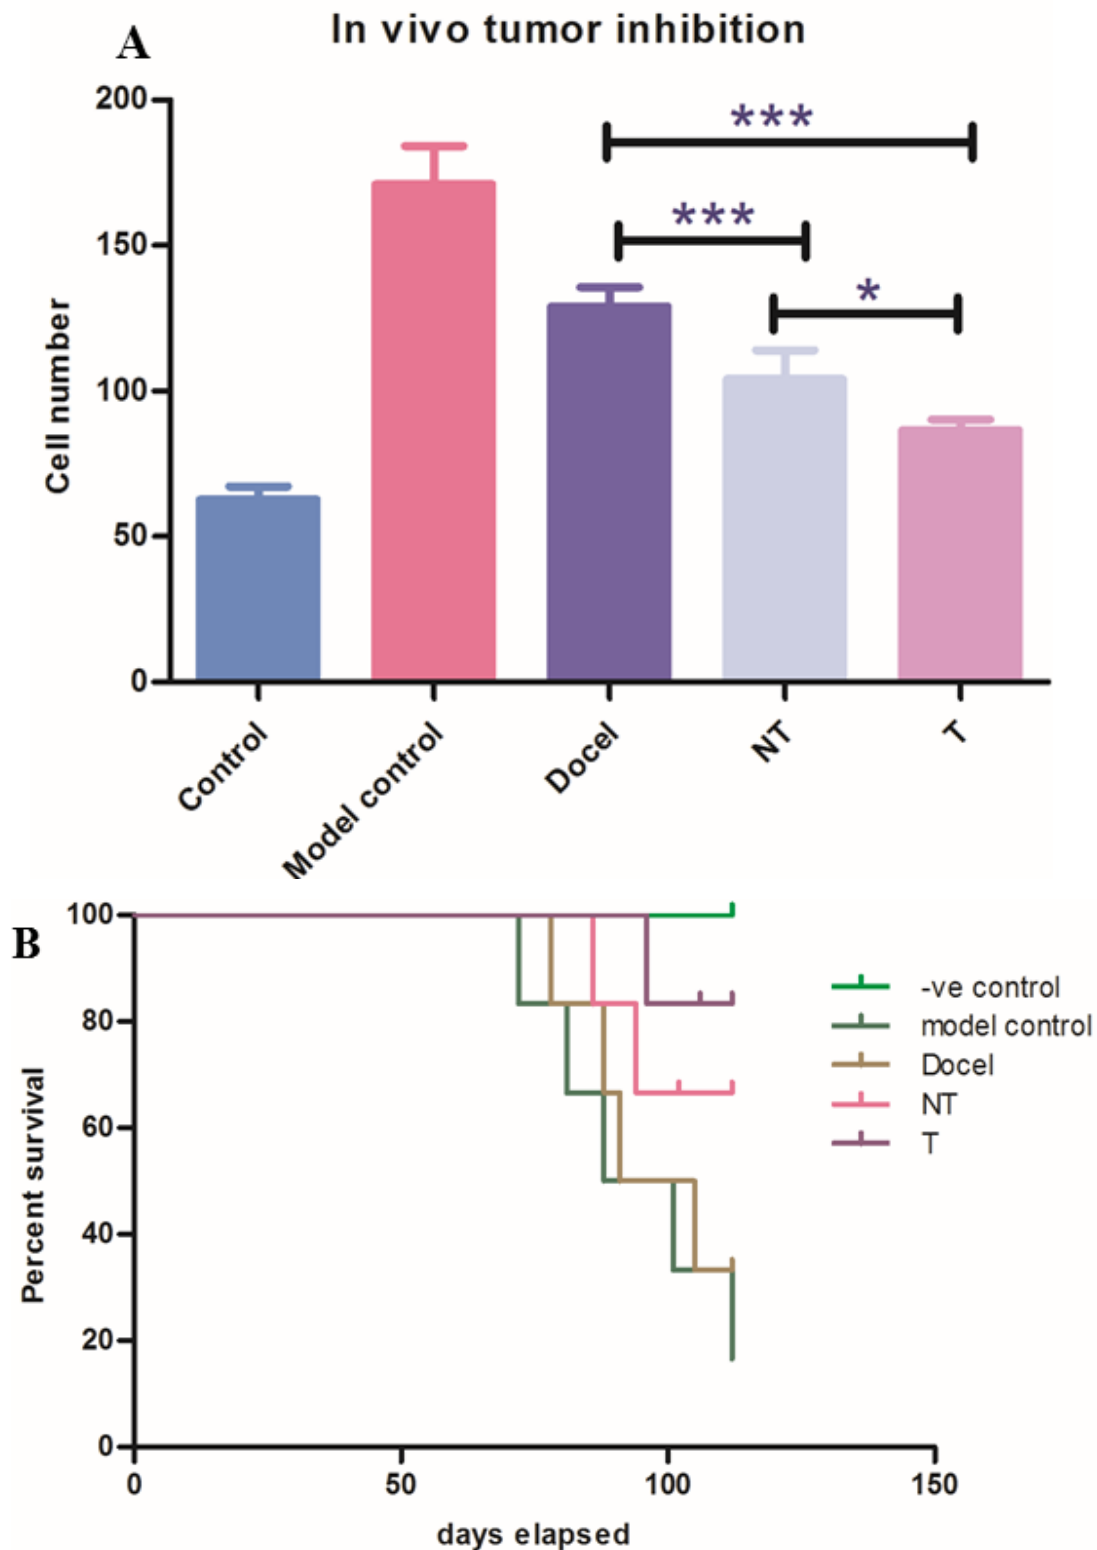 A
In vivo tumor inhibition
200
150
100
50
0
Cell number
***
***
*
Control
Model control
Docel
NT
T
B
100
80
60
40
20
0
Percent survival
0
50
100
150
days elapsed
-ve control
model control
Docel
NT
T